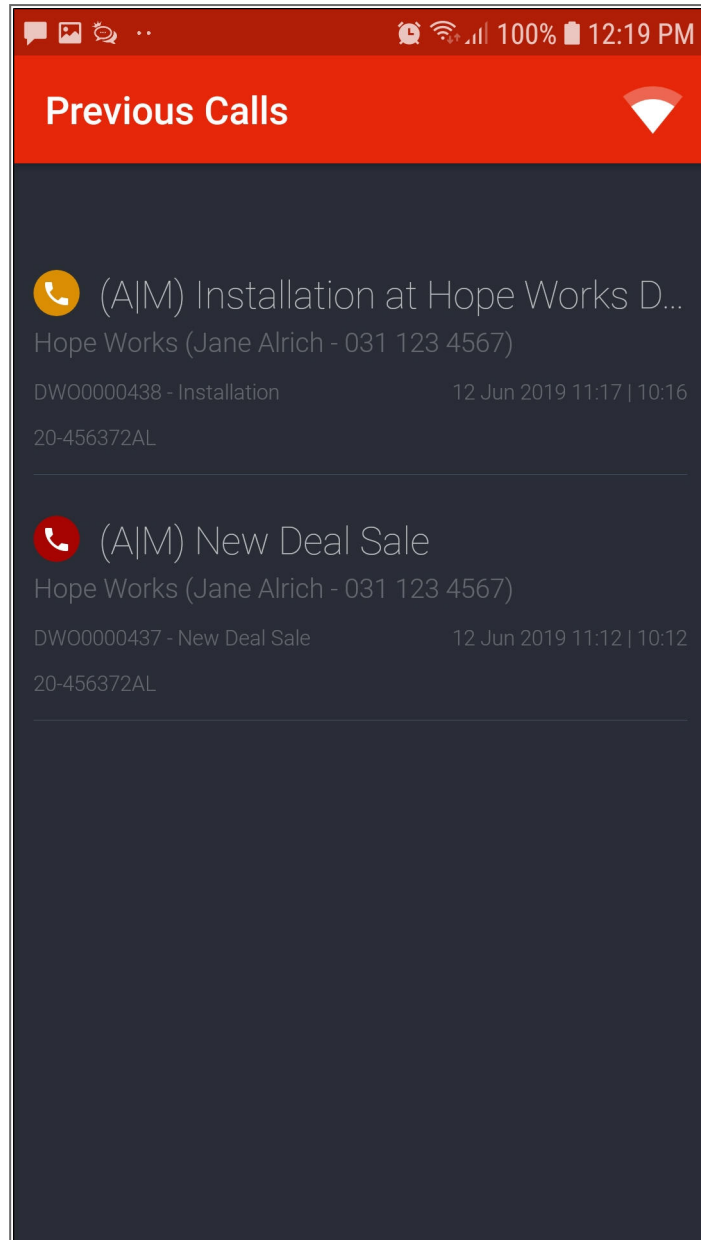 100% 12:19 PM
Previous Calls
(A|M) Installation at Hope Works D...
Hope Works (Jane Alrich - 031 123 4567)
DWO0000438 - Installation 12 Jun 2019 11:17 | 10:16
20-456372AL
(A|M) New Deal Sale
Hope Works (Jane Alrich - 031 123 4567)
DWO0000437 - New Deal Sale 12 Jun 2019 11:12 | 10:12
20-456372AL